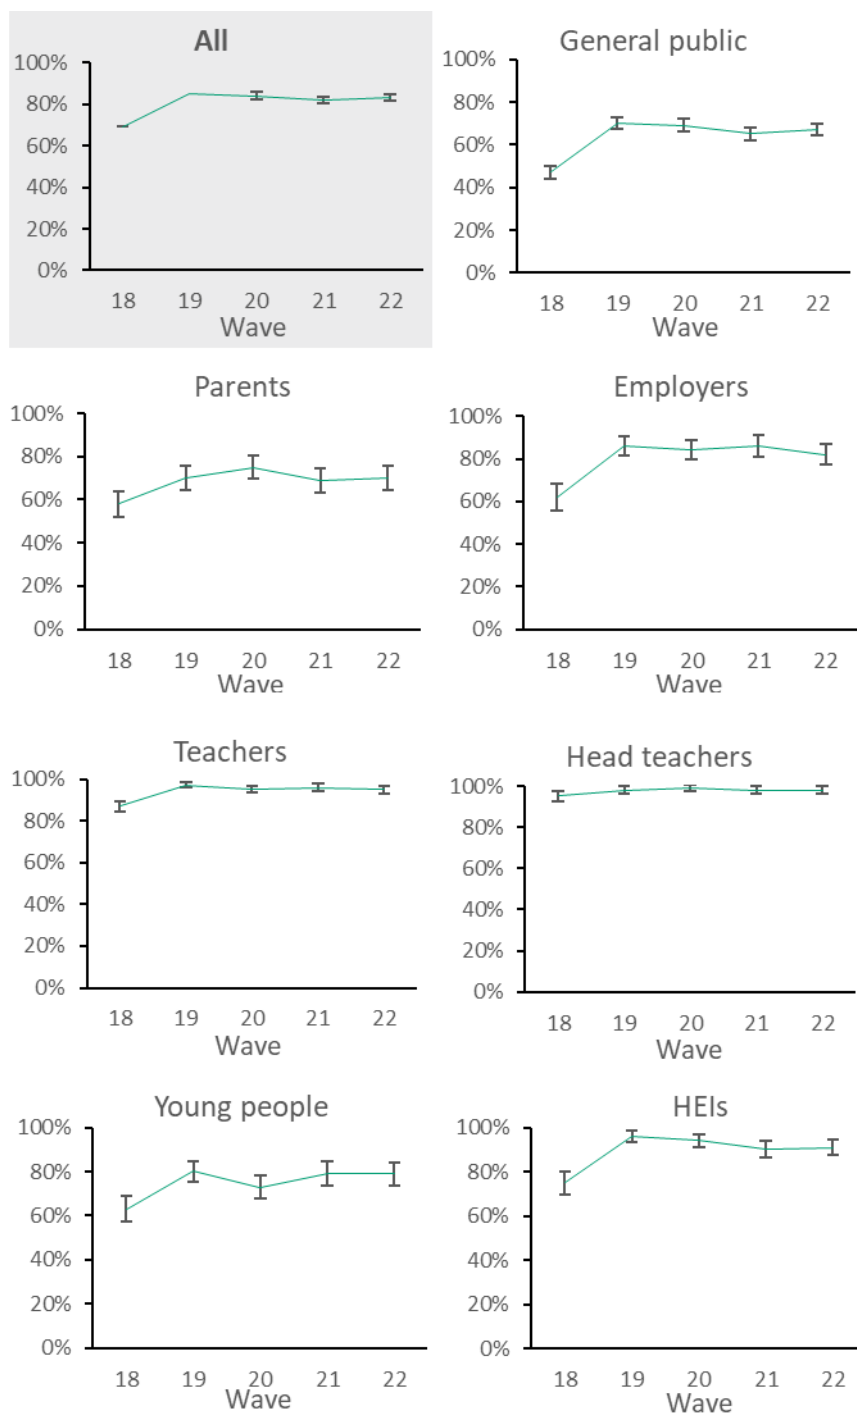 All
100%
80%
60%
40%
20%
0%
18 19 20 21 22
Wave
General public
100%
80%
60%
40%
20%
0%
18 19 20 21 22
Wave
Parents
100%
80%
60%
40%
20%
0%
18 19 20 21 22
Wave
Employers
100%
80%
60%
40%
20%
0%
18 19 20 21 22
Wave
Teachers
100%
80%
60%
40%
20%
0%
18 19 20 21 22
Wave
Head teachers
100%
80%
60%
40%
20%
0%
18 19 20 21 22
Wave
Young people
100%
80%
60%
40%
20%
0%
18 19 20 21 22
Wave
HEIs
100%
80%
60%
40%
20%
0%
18 19 20 21 22
Wave